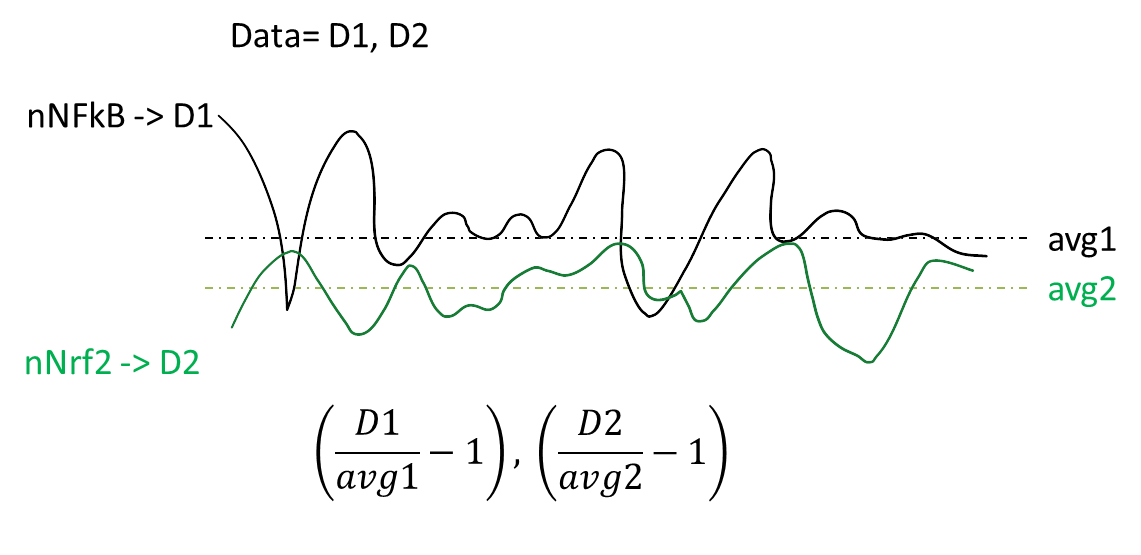 Data= D1, D2
nNFkB -> D1
avg1
avg2
nNrf2 -> D2
(D1/avg1 − 1), (D2/avg2 − 1)